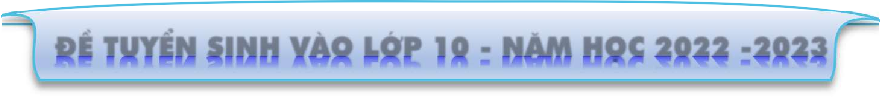 ĐỀ TUYỂN SINH VÀO LỚP 10 - NĂM HỌC 2022 -2023